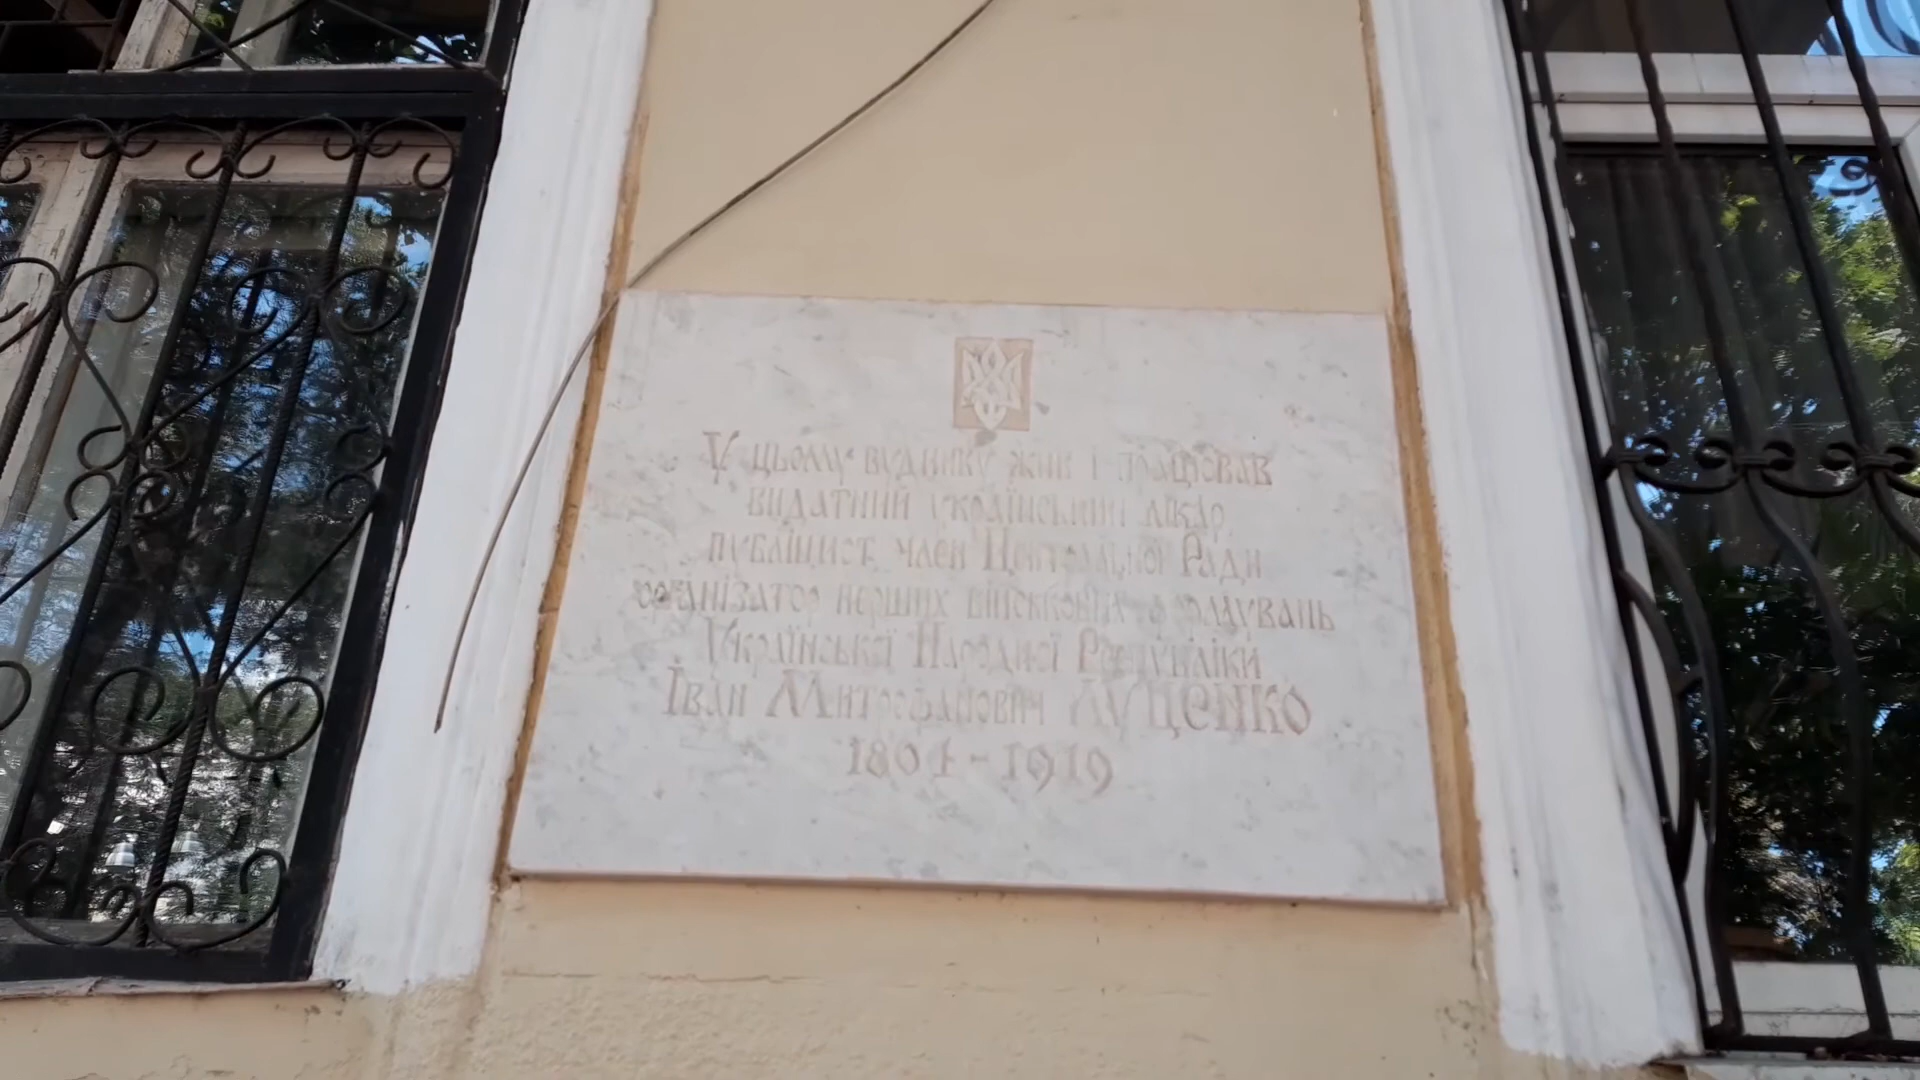 У цьому будинку жив і працював
видатний український лікар,
публіцист, член Центральної Ради
організатор перших військових формувань
Української Народної Республіки
Іван Митрофанович ЛУЦЕНКО
1864-1919